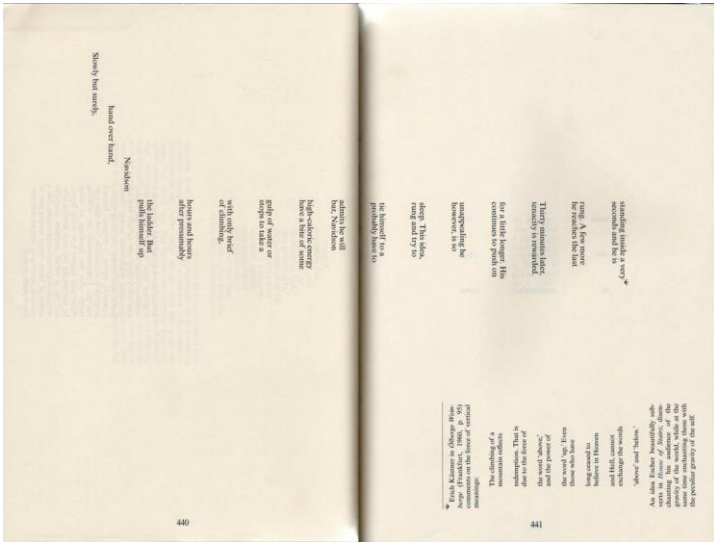 Slowly but surely,
hand over hand,
Navidson
pulls himself up
the ladder. But
after presumably
hours and hours
of climbing,
with only brief
stops to take a
gulp of water or
have a bite of some
high-caloric energy
bar, Navidson
admits he will
probably have to
tie himself to a
rung and try to
sleep. This idea,
however, is so
unappealing he
continues to push on
for a little longer. His
tenacity is rewarded.
Thirty minutes later,
he reaches the last
rung. A few more
seconds and he is
standing inside a very
440
Erich Kästner in Ölberge Wein-
berge (Frankfurt, 1960, p. 95)
comments on the force of vertical
meanings:
The climbing of a
mountain reflects
redemption. That is
due to the force of
the word 'above,'
and the power of
the word 'up.' Even
those who have
long ceased to
believe in Heaven
and Hell, cannot
exchange the words
'above' and 'below.'
An idea Escher beautifully sub-
verts in House of Stairs; disen-
chanting his audience of the
gravity of the world, while at the
same time enchanting them with
the peculiar gravity of the self.
441